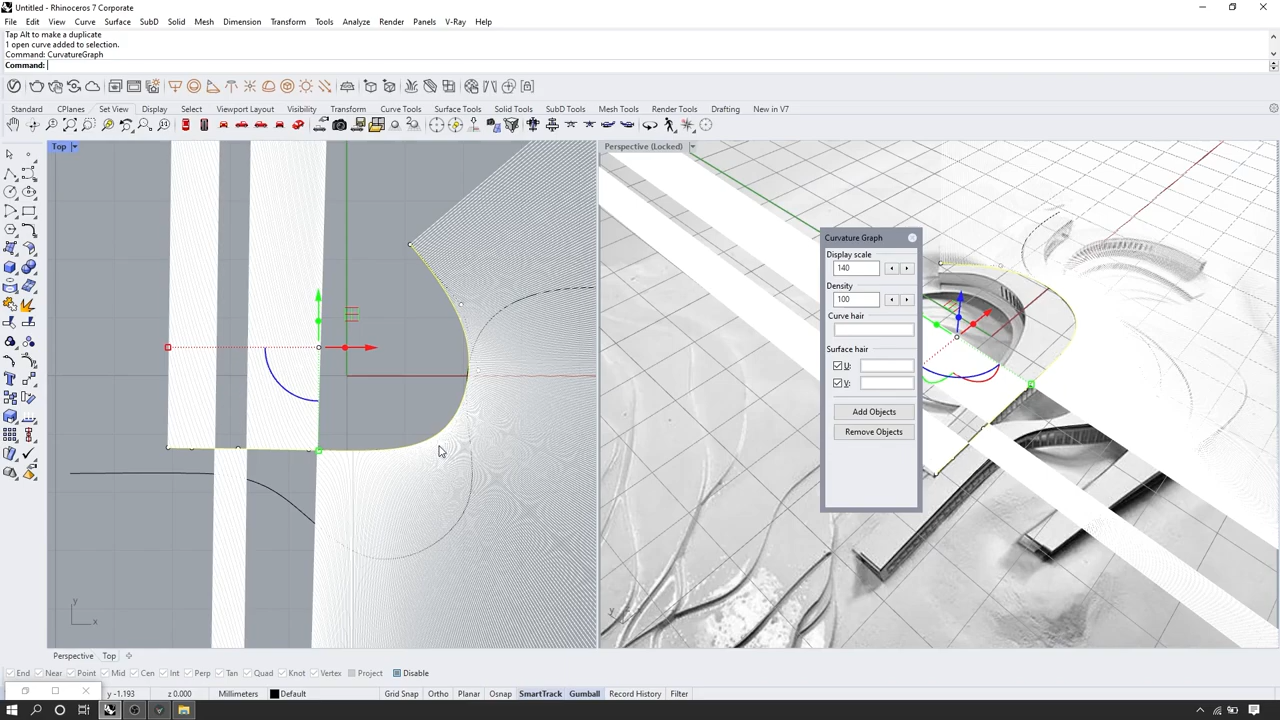 Untitled - Rhinoceros 7 Corporate
File Edit View Curve Surface SubD Solid Mesh Dimension Transform Tools Analyze Render Panels V-Ray Help
Tap Alt to make a duplicate
1 open curve added to selection.
Command: CurvatureGraph
Command:
Standard CPlanes Set View Display Select Viewport Layout Visibility Transform Curve Tools Surface Tools Solid Tools SubD Tools Mesh Tools Render Tools Drafting New in V7
Top
Perspective (Locked)
Curvature Graph
Display scale
140
Density
100
Curve hair
Surface hair
U:
V:
Add Objects
Remove Objects
y
x
y
Perspective Top
End Near Point Mid Cen Int Perp Tan Quad Knot Vertex Project Disable
y -1.193 z 0.000 Millimeters Default Grid Snap Ortho Planar Osnap SmartTrack Gumball Record History Filter